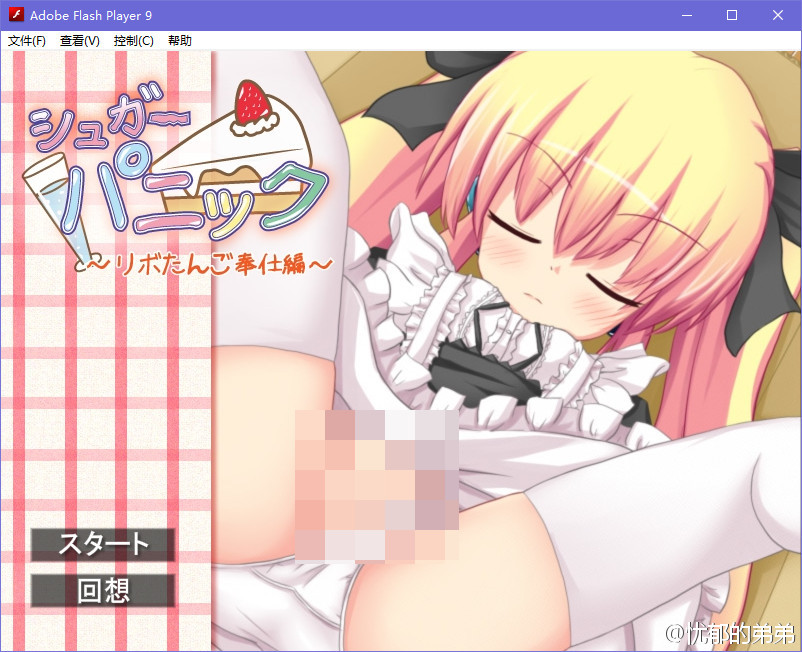 Adobe Flash Player 9
文件(F) 查看(V) 控制(C) 帮助
シュガー
パニック
～リボたんご奉仕編～
スタート
回想
@忧郁的弟弟